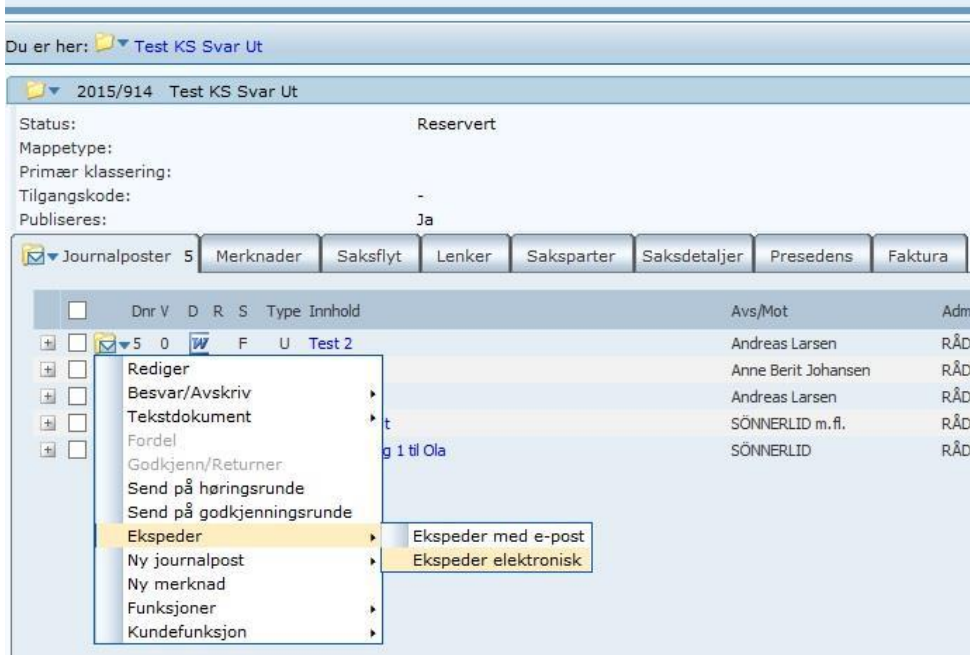 Du er her: Test KS Svar Ut
2015/914 Test KS Svar Ut
Status: Reservert
Mappetype:
Primær klassering:
Tilgangskode: -
Publiseres: Ja
Journalposter 5 Merknader Saksflyt Lenker Saksparter Saksdetaljer Presedens Faktura
Dnr V D R S Type Innhold Avs/Mot Adm
5 0 W F U Test 2 Andreas Larsen RÅD
Anne Berit Johansen RÅD
Andreas Larsen RÅD
t SÖNNERLID m.fl. RÅD
g 1 til Ola SÖNNERLID RÅD
Rediger
Besvar/Avskriv
Tekstdokument
Fordel
Godkjenn/Returner
Send på høringsrunde
Send på godkjenningsrunde
Ekspeder
Ny journalpost
Ny merknad
Funksjoner
Kundefunksjon
Ekspeder med e-post
Ekspeder elektronisk